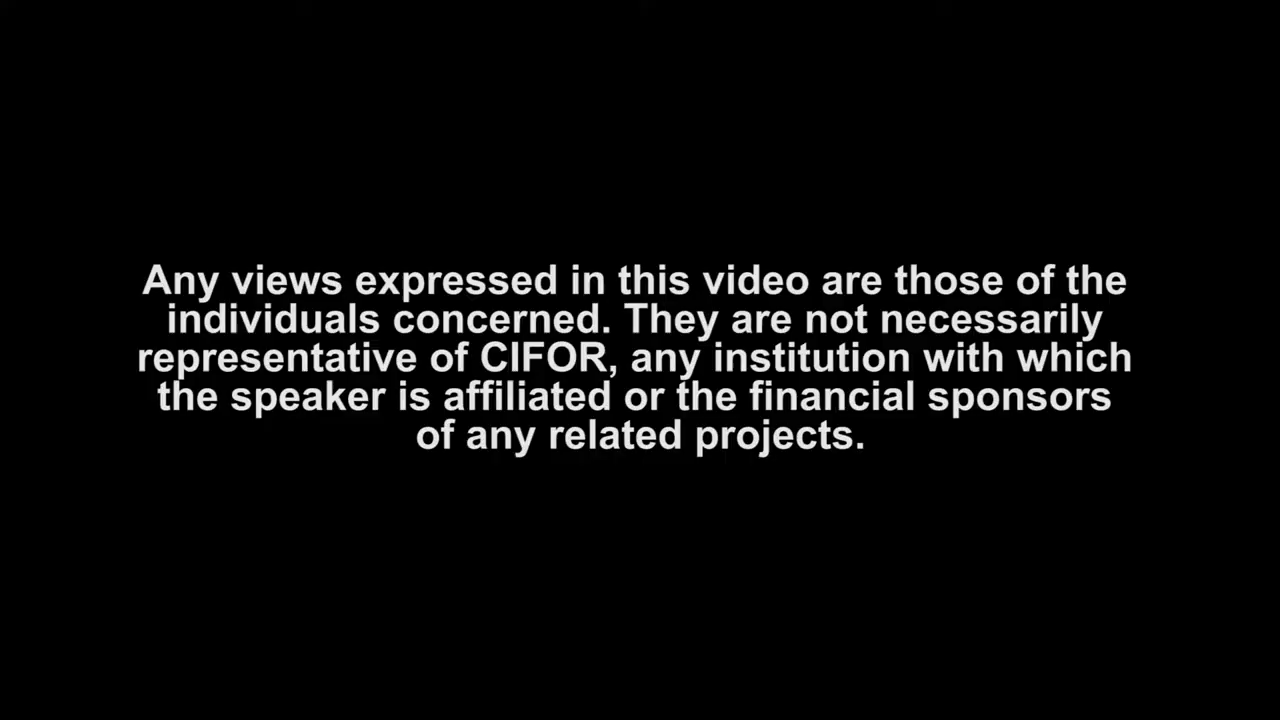 Any views expressed in this video are those of the
individuals concerned. They are not necessarily
representative of CIFOR, any institution with which
the speaker is affiliated or the financial sponsors
of any related projects.